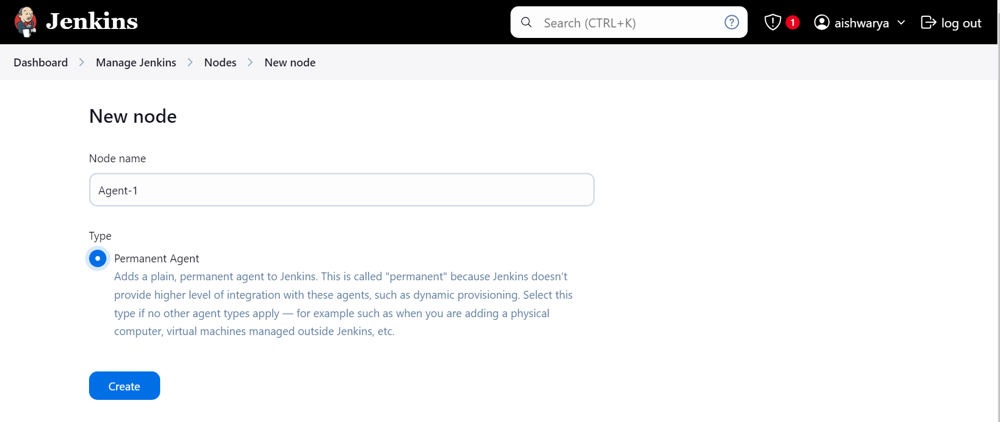 Jenkins
Search (CTRL+K)
?
1
aishwarya
log out
Dashboard
Manage Jenkins
Nodes
New node
New node
Node name
Agent-1
Type
Permanent Agent
Adds a plain, permanent agent to Jenkins. This is called "permanent" because Jenkins doesn’t
provide higher level of integration with these agents, such as dynamic provisioning. Select this
type if no other agent types apply — for example such as when you are adding a physical
computer, virtual machines managed outside Jenkins, etc.
Create